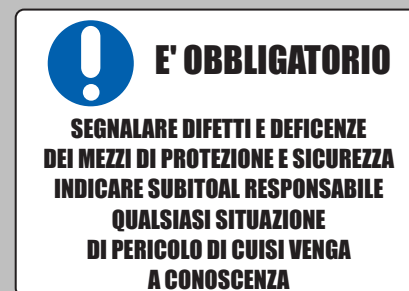 E' OBBLIGATORIO
SEGNALARE DIFETTI E DEFICENZE
DEI MEZZI DI PROTEZIONE E SICUREZZA
INDICARE SUBITOAL RESPONSABILE
QUALSIASI SITUAZIONE
DI PERICOLO DI CUISI VENGA
A CONOSCENZA